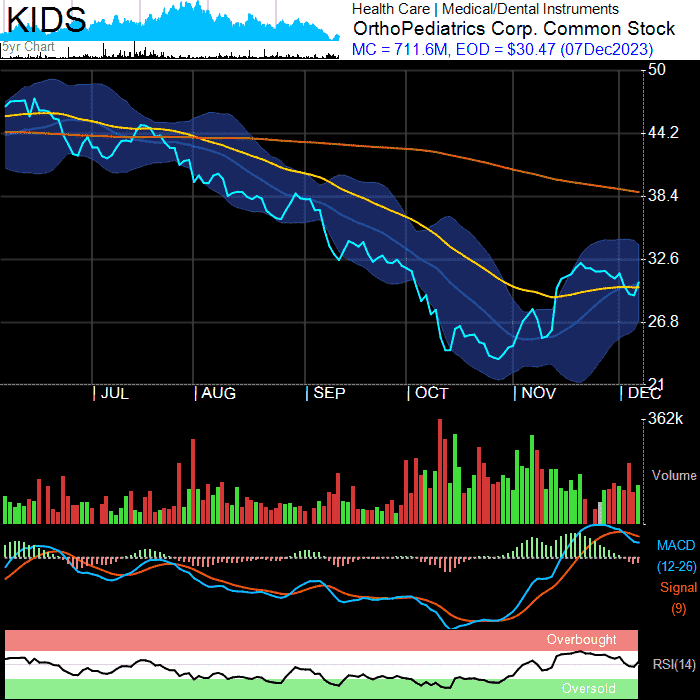 KIDS
5yr Chart
Health Care | Medical/Dental Instruments
OrthoPediatrics Corp. Common Stock
MC = 711.6M, EOD = $30.47 (07Dec2023)
50
44.2
38.4
32.6
26.8
21
JUL AUG SEP OCT NOV DEC
362k
Volume
MACD
(12-26)
Signal
(9)
Overbought
RSI(14)
Oversold